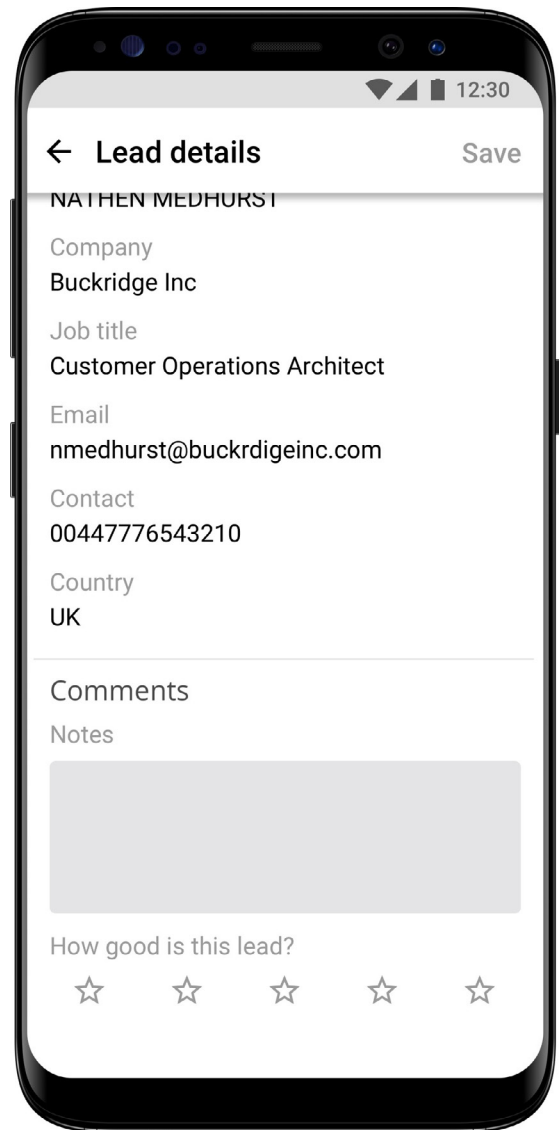 12:30
Lead details Save
NATHEN MEDHURST
Company
Buckridge Inc
Job title
Customer Operations Architect
Email
nmedhurst@buckrdigeinc.com
Contact
00447776543210
Country
UK
Comments
Notes
How good is this lead?